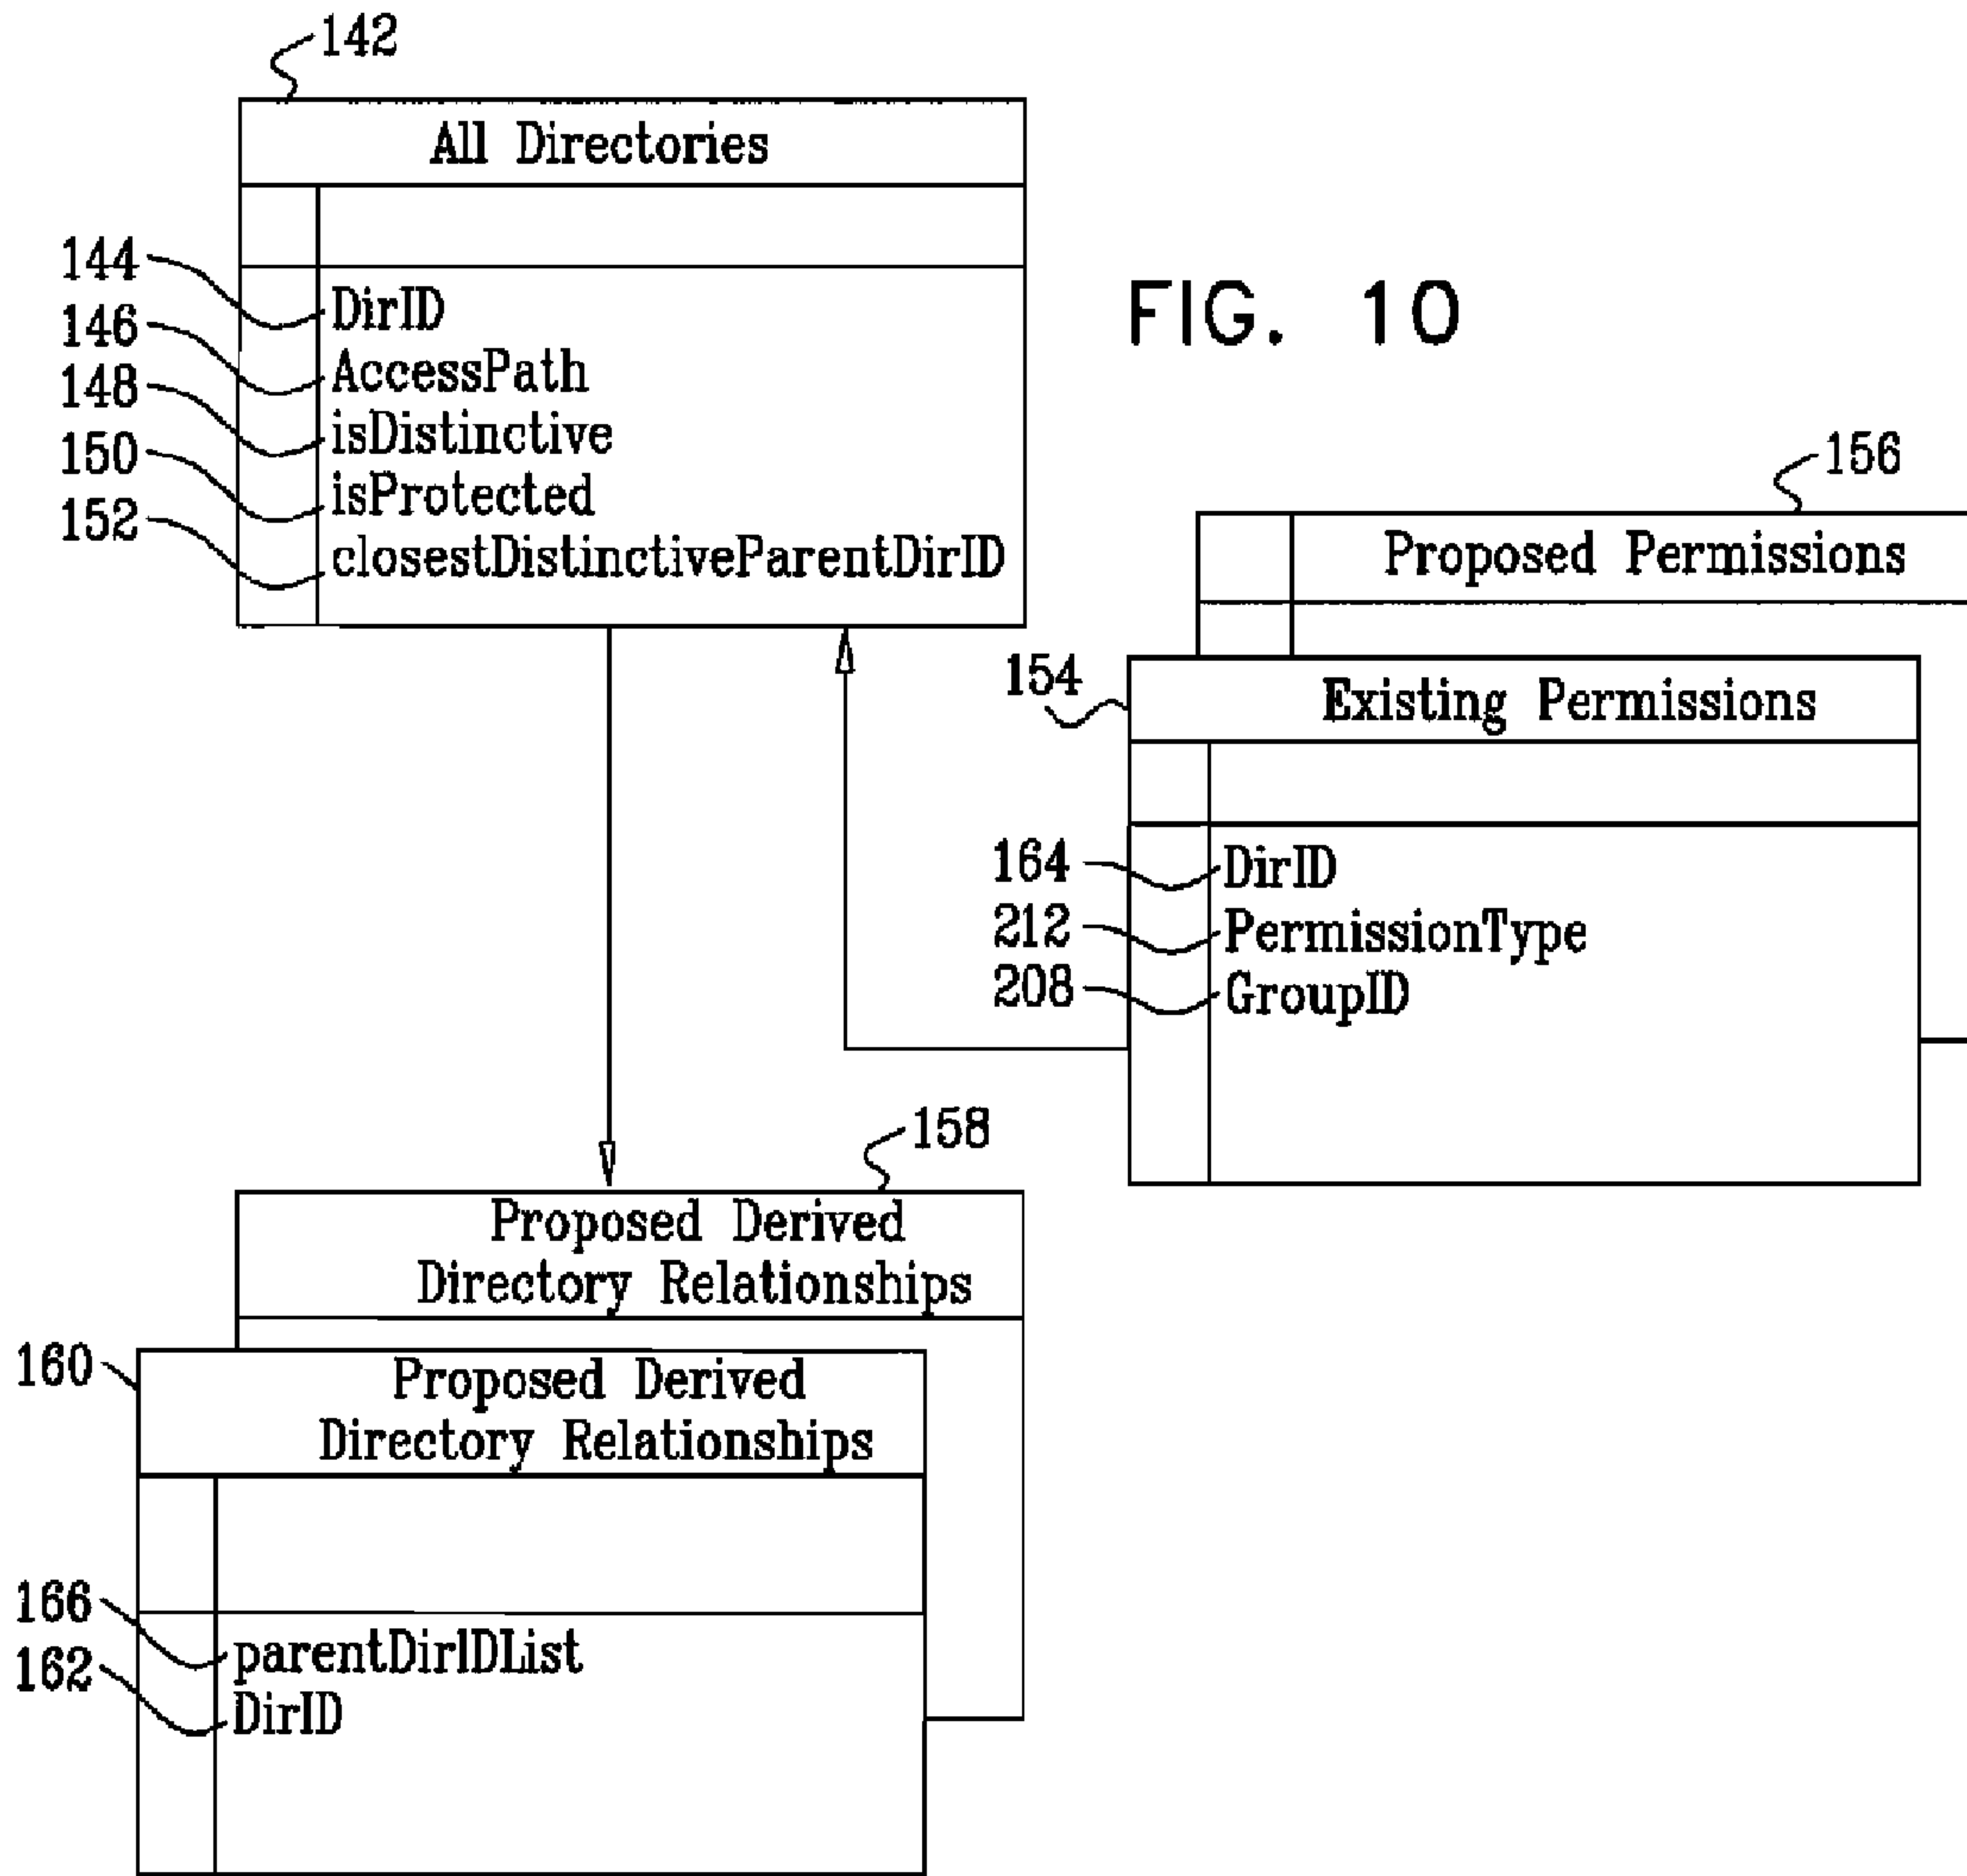 142
All Directories
144
DirID
FIG. 10
146
AccessPath
148
isDistinctive
150
isProtected
152
closestDistinctiveParentDirID
156
Proposed Permissions
154
Existing Permissions
164
DirID
212
PermissionType
208
GroupID
158
Proposed Derived
Directory Relationships
160
Proposed Derived
Directory Relationships
166
parentDirIDList
162
DirID